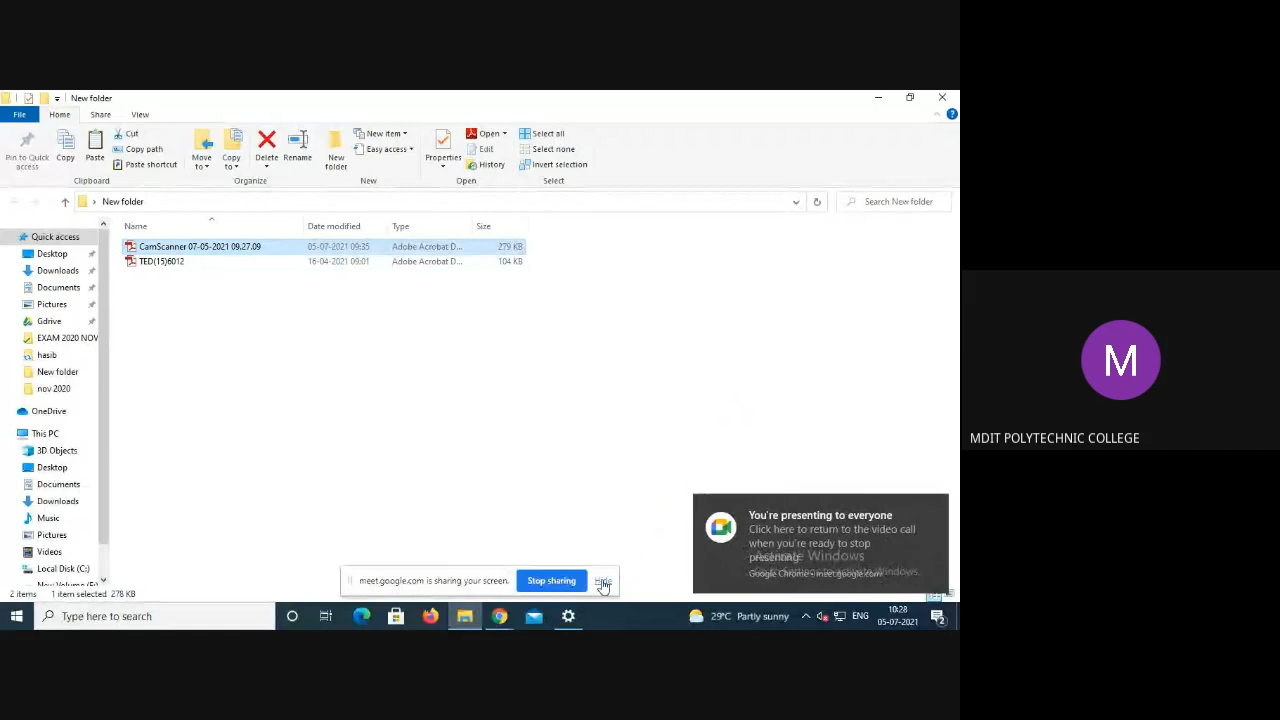 New folder
File Home Share View
Pin to Quick access
Copy
Paste
Cut
Copy path
Paste shortcut
Move to
Copy to
Delete
Rename
New folder
New item
Easy access
Properties
Open
Edit
History
Select all
Select none
Invert selection
Clipboard Organize New Open Select
New folder
Search New folder
Name Date modified Type Size
CamScanner 07-05-2021 09.27.09 05-07-2021 09:35 Adobe Acrobat D... 279 KB
TED(15)6012 16-04-2021 09:01 Adobe Acrobat D... 104 KB
Quick access
Desktop
Downloads
Documents
Pictures
Gdrive
EXAM 2020 NOV
hasib
New folder
nov 2020
OneDrive
This PC
3D Objects
Desktop
Documents
Downloads
Music
Pictures
Videos
Local Disk (C:)
M
MDIT POLYTECHNIC COLLEGE
You're presenting to everyone
Click here to return to the video call
when you're ready to stop
presenting.
Google Chrome • meet.google.com
Activate Windows
meet.google.com is sharing your screen.
Stop sharing
Hide
2 items 1 item selected 278 KB
Type here to search
29°C Partly sunny
ENG
10:28
05-07-2021
2